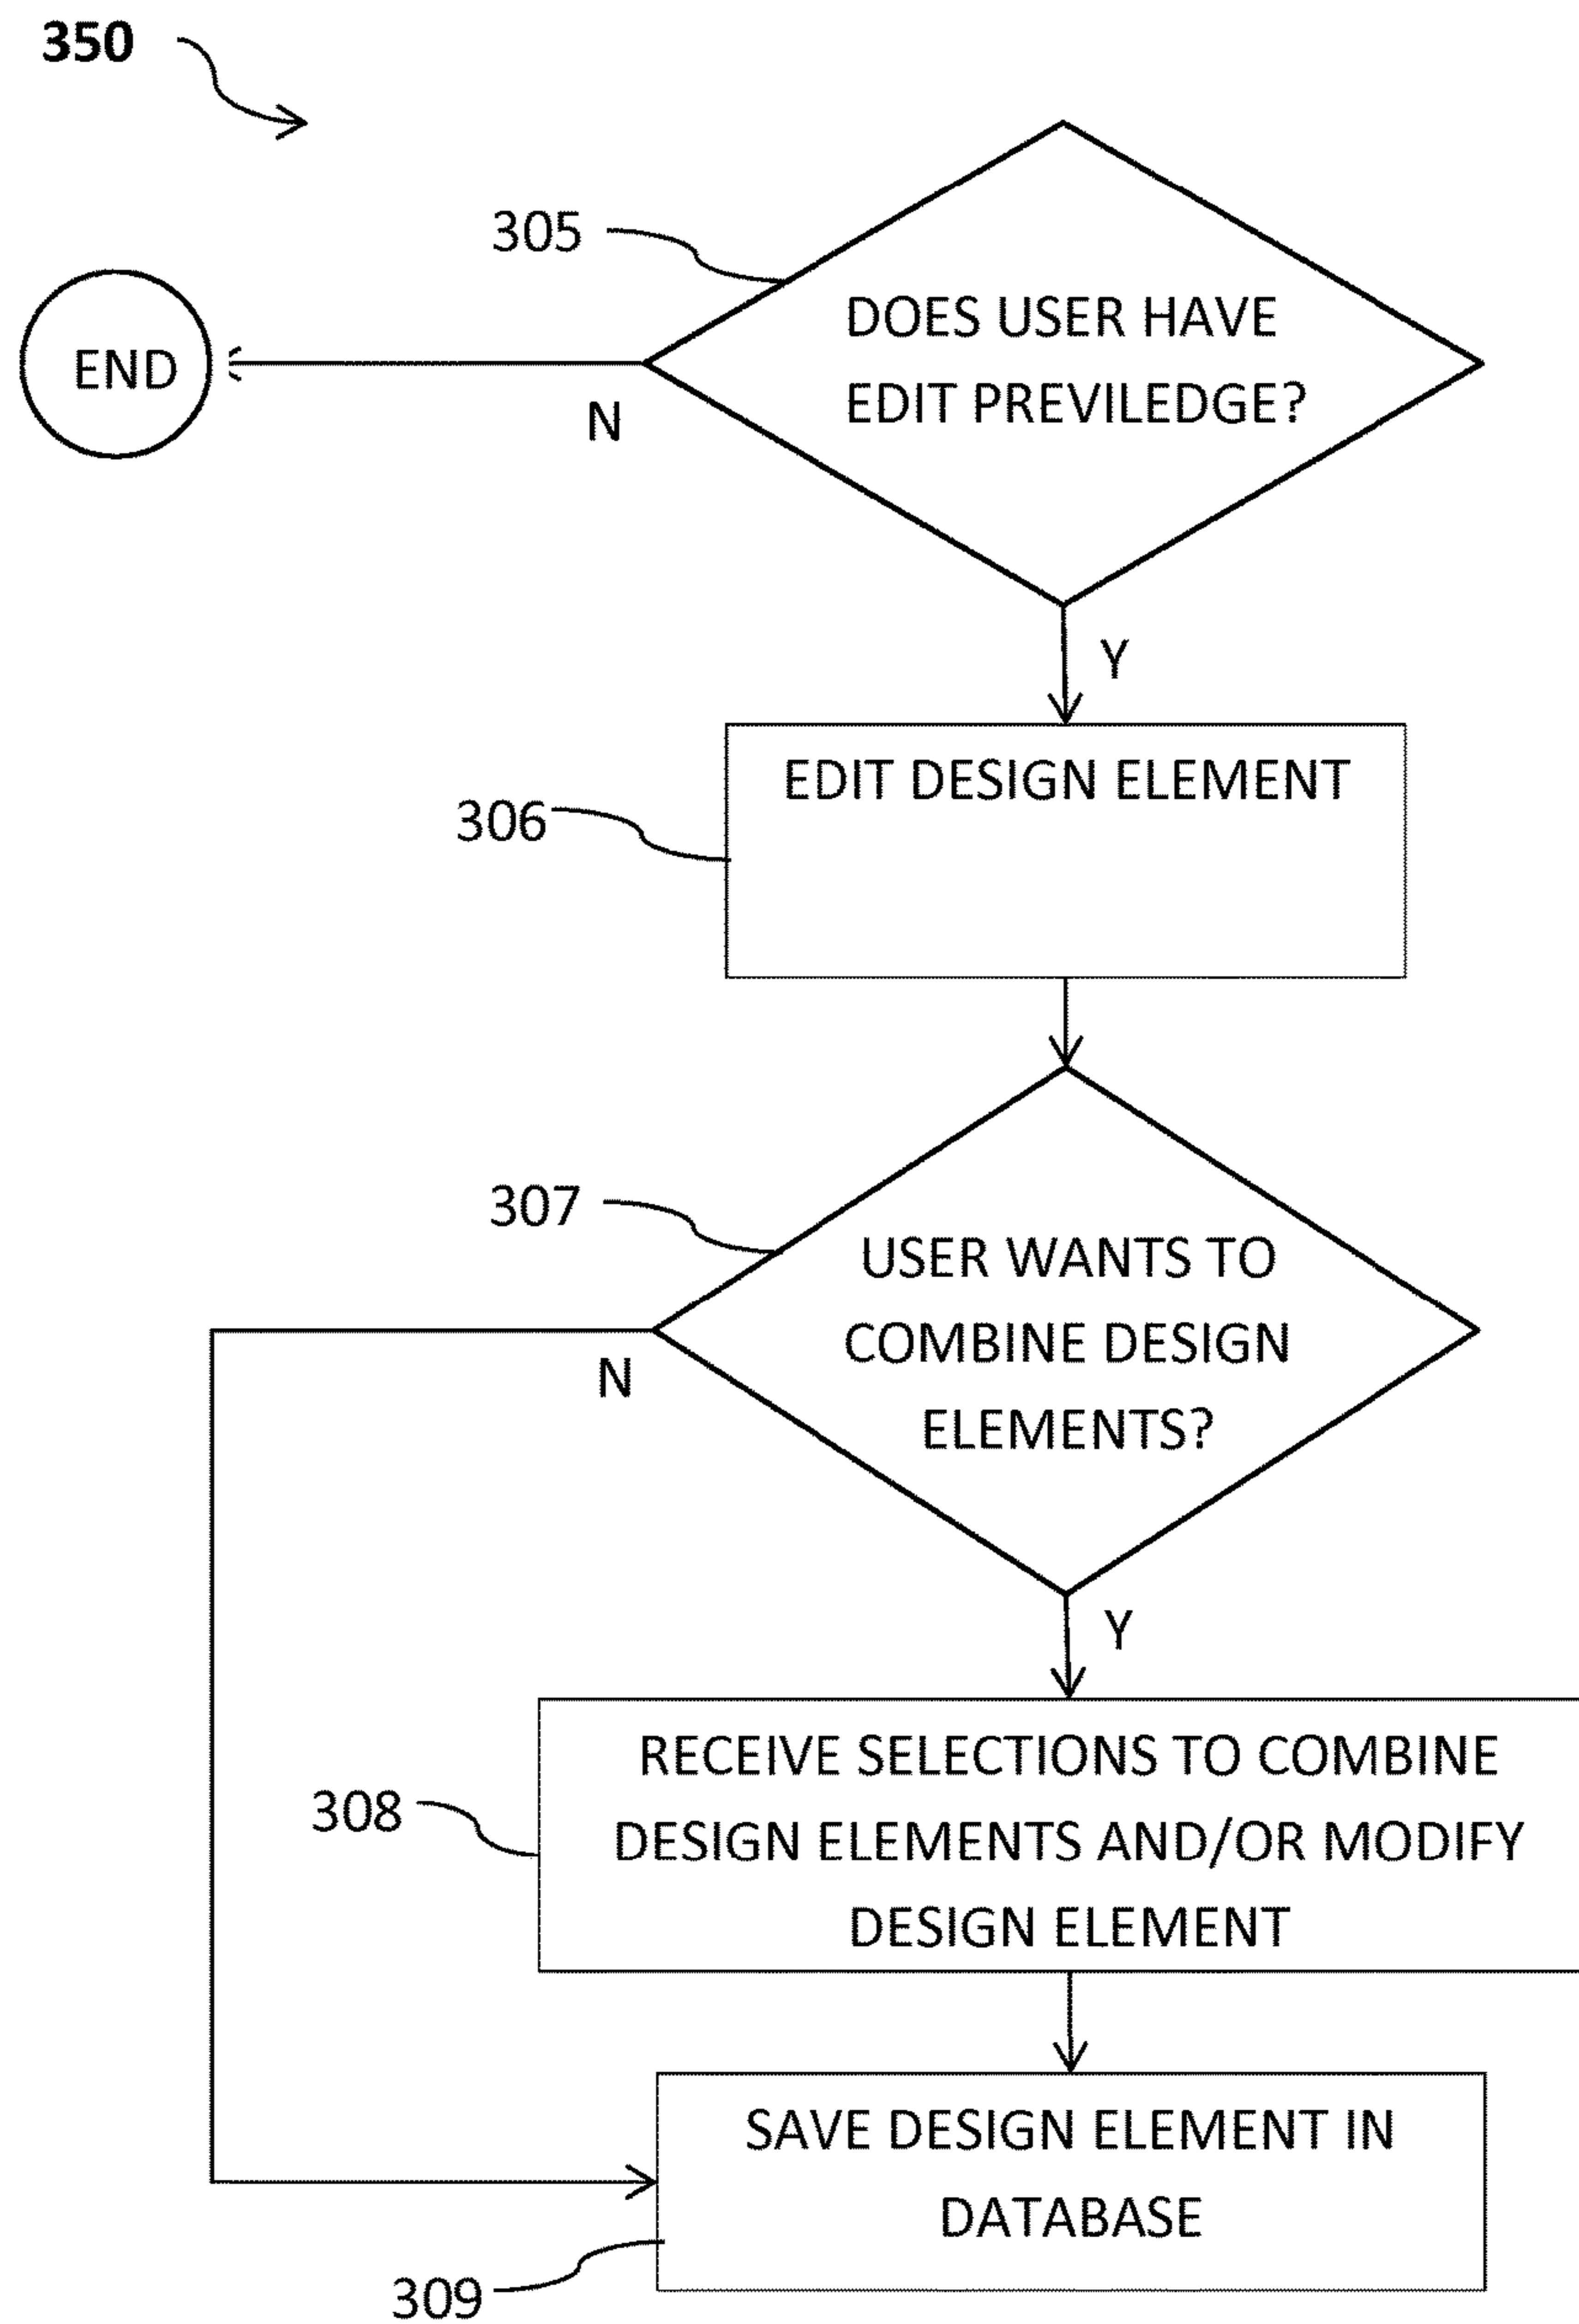 350
305
DOES USER HAVE
EDIT PREVILEDGE?
END
N
Y
EDIT DESIGN ELEMENT
306
307
USER WANTS TO
COMBINE DESIGN
ELEMENTS?
N
Y
RECEIVE SELECTIONS TO COMBINE
308
DESIGN ELEMENTS AND/OR MODIFY
DESIGN ELEMENT
SAVE DESIGN ELEMENT IN
DATABASE
309